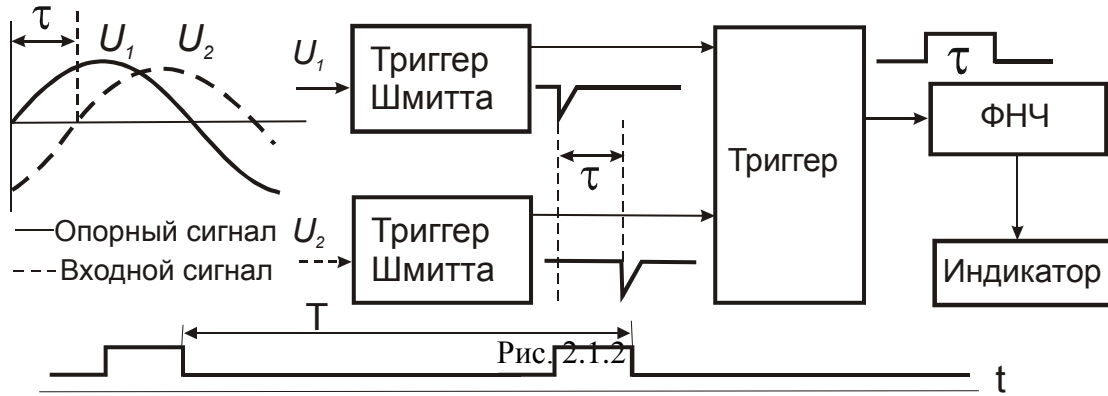 τ
U₁ U₂
Опорный сигнал
Входной сигнал
U₁
Триггер
Шмитта
τ
U₂
Триггер
Шмитта
Триггер
τ
ФНЧ
Индикатор
T
Рис. 2.1.2
t